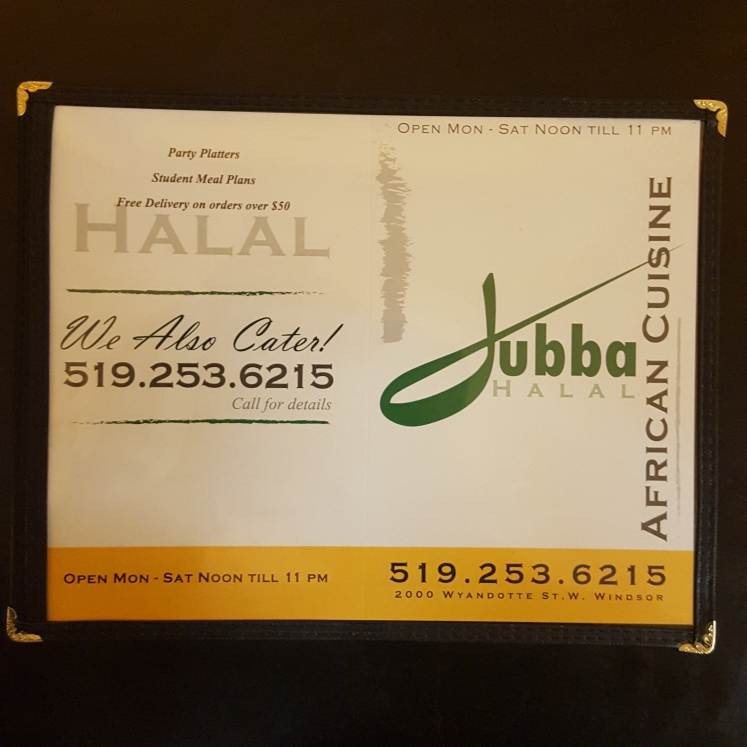 Party Platters
Student Meal Plans
Free Delivery on orders over $50
HALAL
We Also Cater!
519.253.6215
Call for details
OPEN MON - SAT NOON TILL 11 PM
OPEN MON - SAT NOON TILL 11 PM
Jubba
HALAL
AFRICAN CUISINE
519.253.6215
2000 WYANDOTTE ST.W. WINDSOR